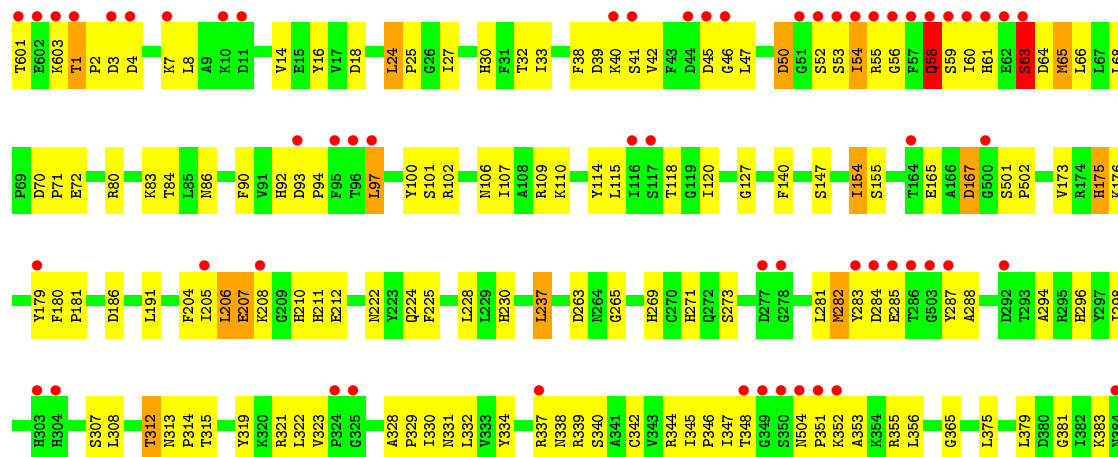 T601 E602 K603 T1 P2 D3 D4 K7 L8 A9 K10 D11 V14 E15 Y16 V17 D18 L24 P25 G26 I27 H30 F31 T32 I33 F38 D39 K40 S41 V42 F43 D44 D45 G46 L47 D50 G51 S52 S53 I54 R55 G56 F57 Q58 S59 I60 H61 E62 S63 D64 M65 L66 L67 L68
P69 D70 P71 E72 R80 K83 T84 L85 N86 F90 V91 H92 D93 P94 F95 T96 L97 Y100 S101 R102 N106 I107 A108 R109 K110 Y114 L115 I116 S117 T118 G119 I120 G127 F140 S147 I154 S155 T164 E165 A166 D167 G500 S501 P502 V173 R174 H175 K176
Y179 F180 P181 D186 L191 F204 I205 L206 E207 K208 G209 H210 H211 E212 N222 Y223 Q224 F225 L228 L229 H230 L237 D263 N264 G265 H269 C270 H271 Q272 S273 D277 G278 L281 M282 Y283 D284 E285 T286 G503 Y287 A288 D292 T293 A294 R295 H296 Y297 I298
H303 H304 S307 L308 T312 N313 P314 T315 Y319 K320 R321 L322 V323 P324 G325 A328 P329 I330 N331 L332 V333 Y334 R337 N338 R339 S340 A341 C342 V343 R344 I345 P346 I347 T348 G349 S350 N504 P351 K352 A353 K354 R355 L356 G365 L375 L379 D380 G381 I382 K383 N384